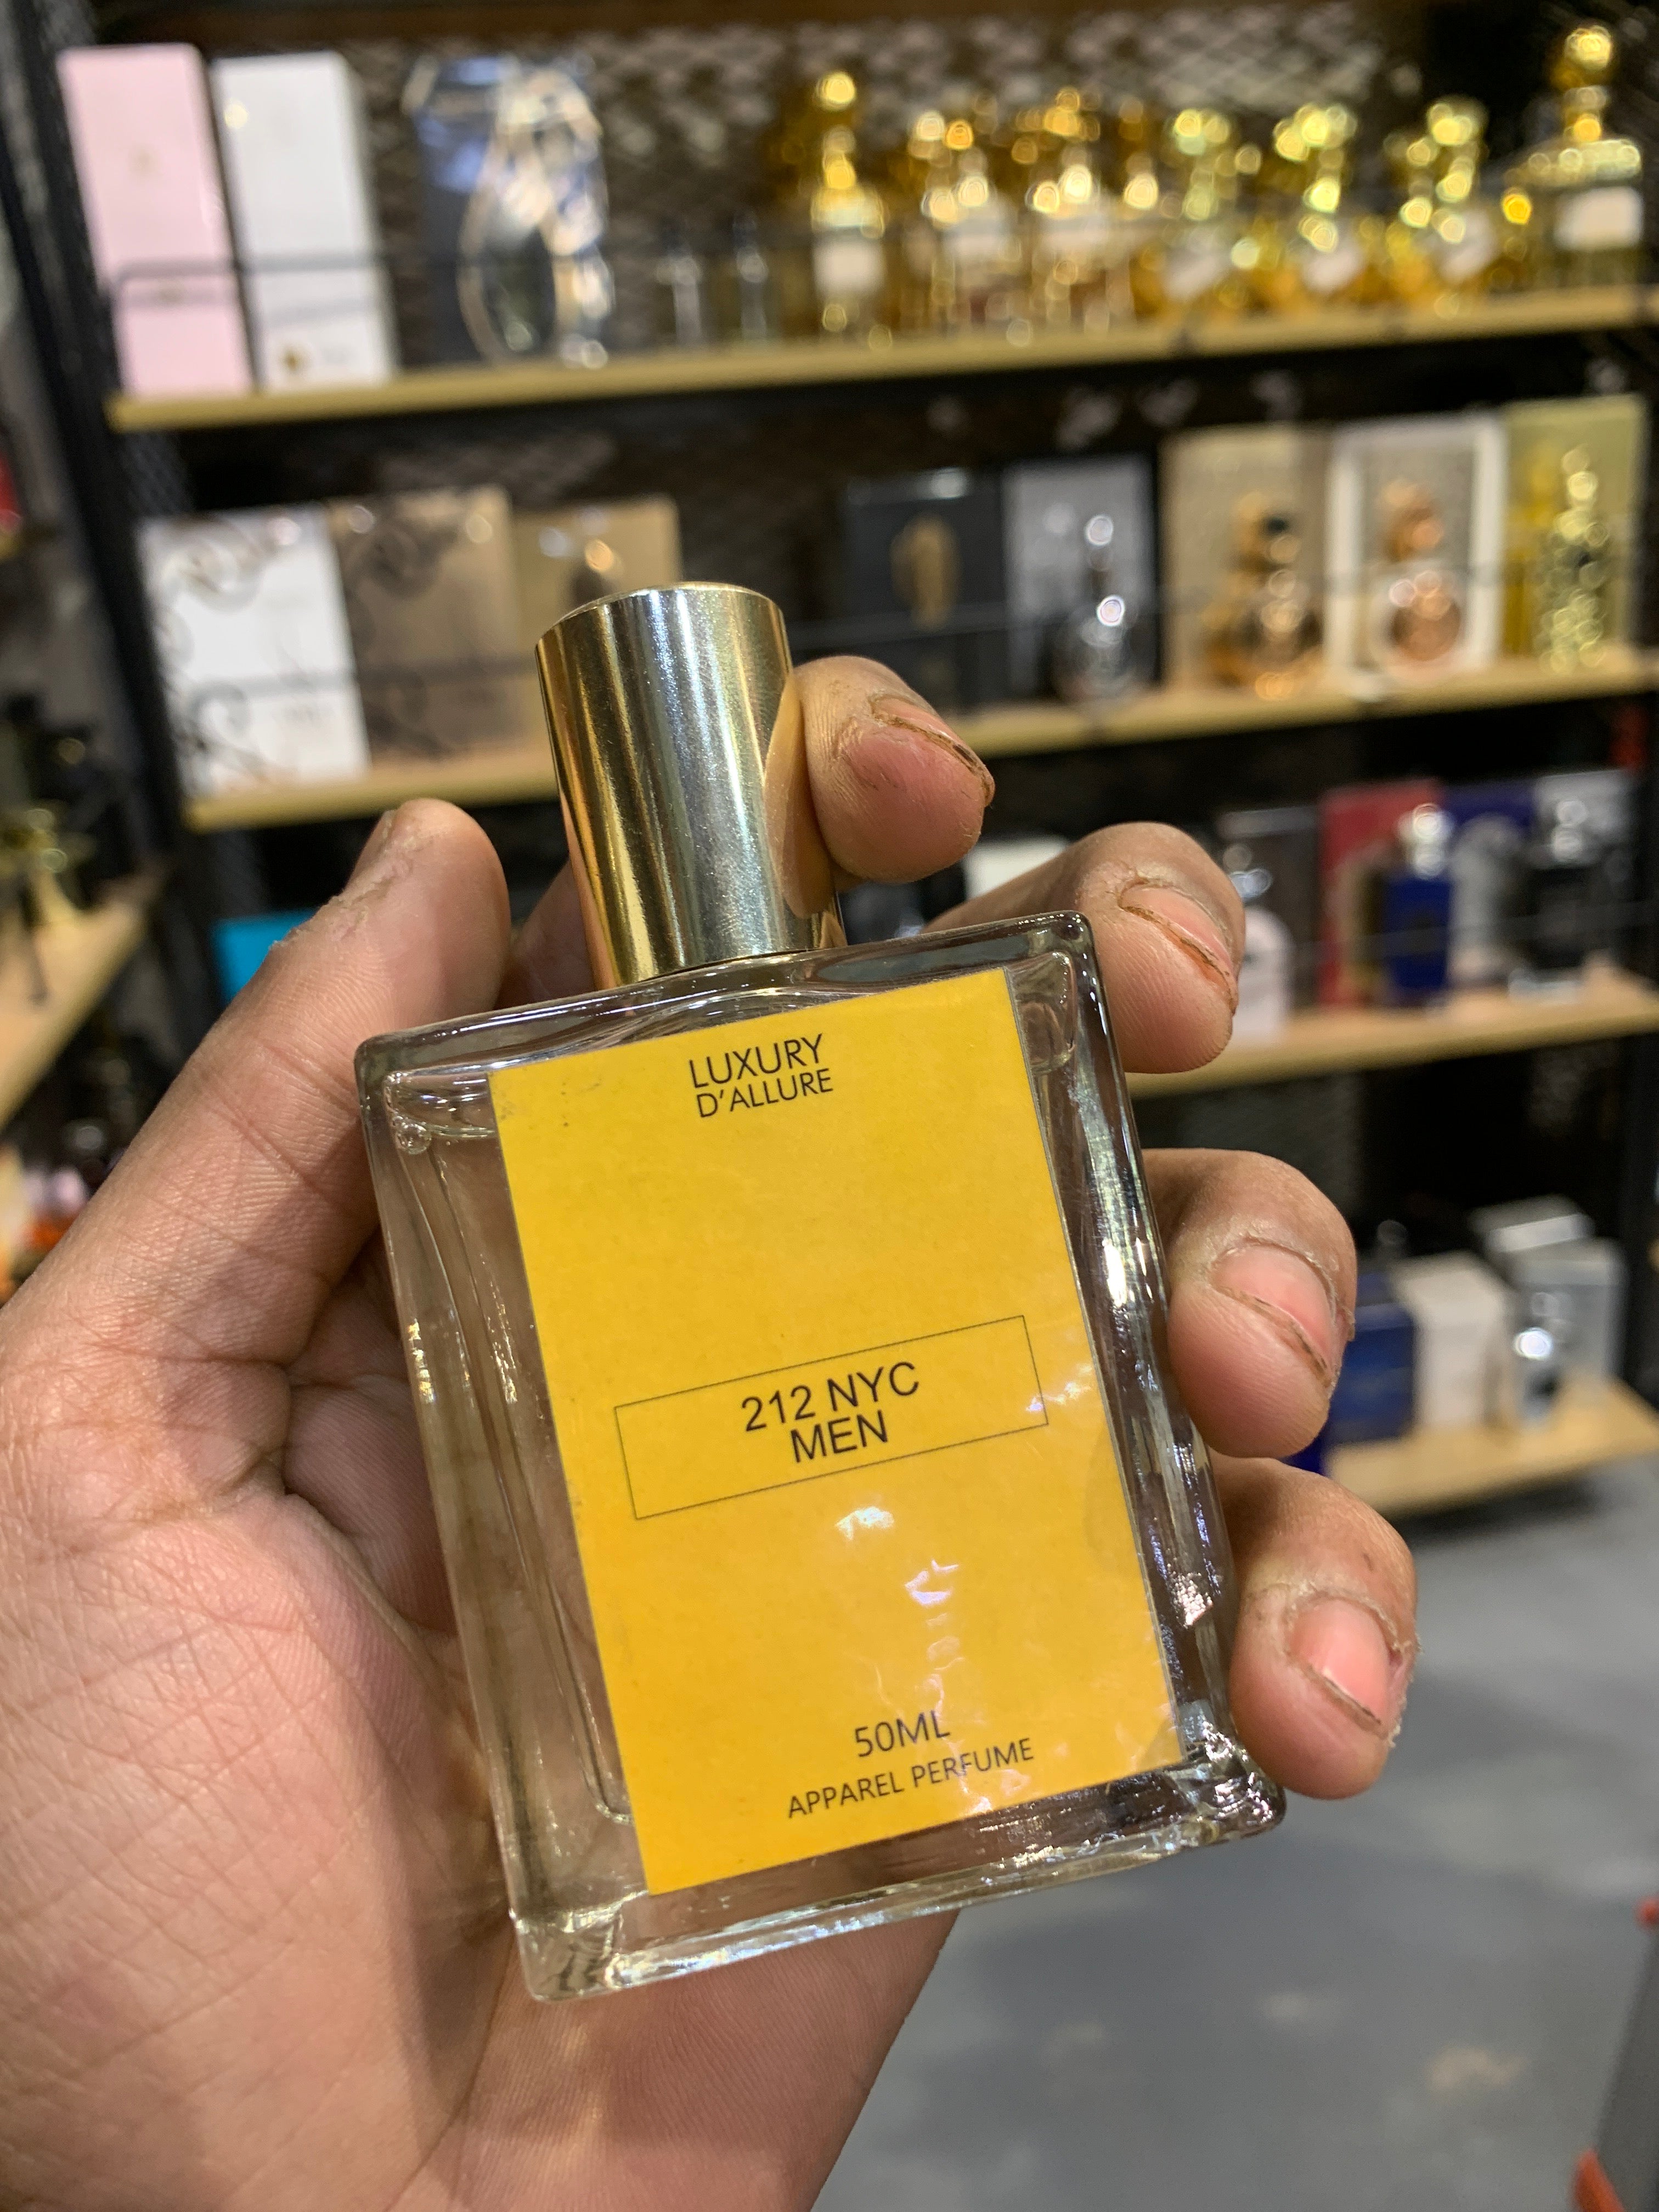 LUXURY
D'ALLURE
212 NYC
MEN
50ML
APPAREL PERFUME